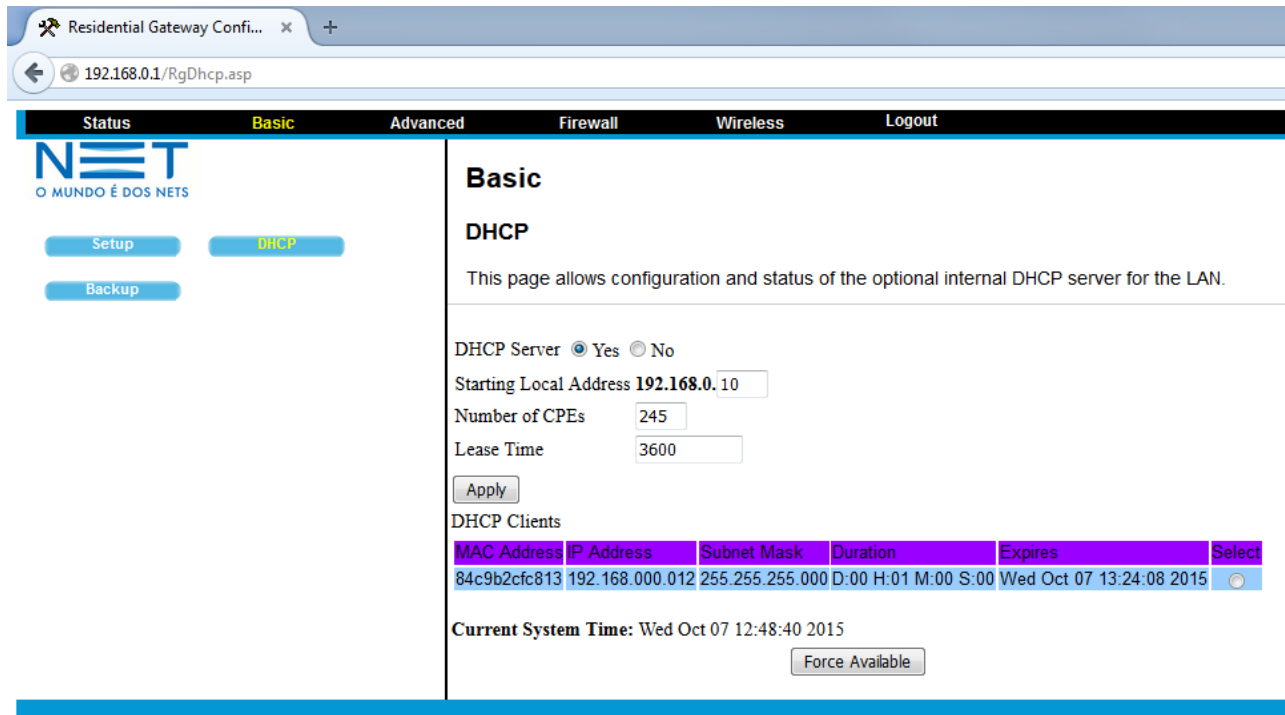 Residential Gateway Confi... × +
192.168.0.1/RgDhcp.asp
Status Basic Advanced Firewall Wireless Logout
NET
O MUNDO É DOS NETS
Setup DHCP
Backup
Basic
DHCP
This page allows configuration and status of the optional internal DHCP server for the LAN.
DHCP Server Yes No
Starting Local Address 192.168.0. 10
Number of CPEs 245
Lease Time 3600
Apply
DHCP Clients
MAC Address IP Address Subnet Mask Duration Expires Select
84c9b2cfc813 192.168.000.012 255.255.255.000 D:00 H:01 M:00 S:00 Wed Oct 07 13:24:08 2015
Current System Time: Wed Oct 07 12:48:40 2015
Force Available